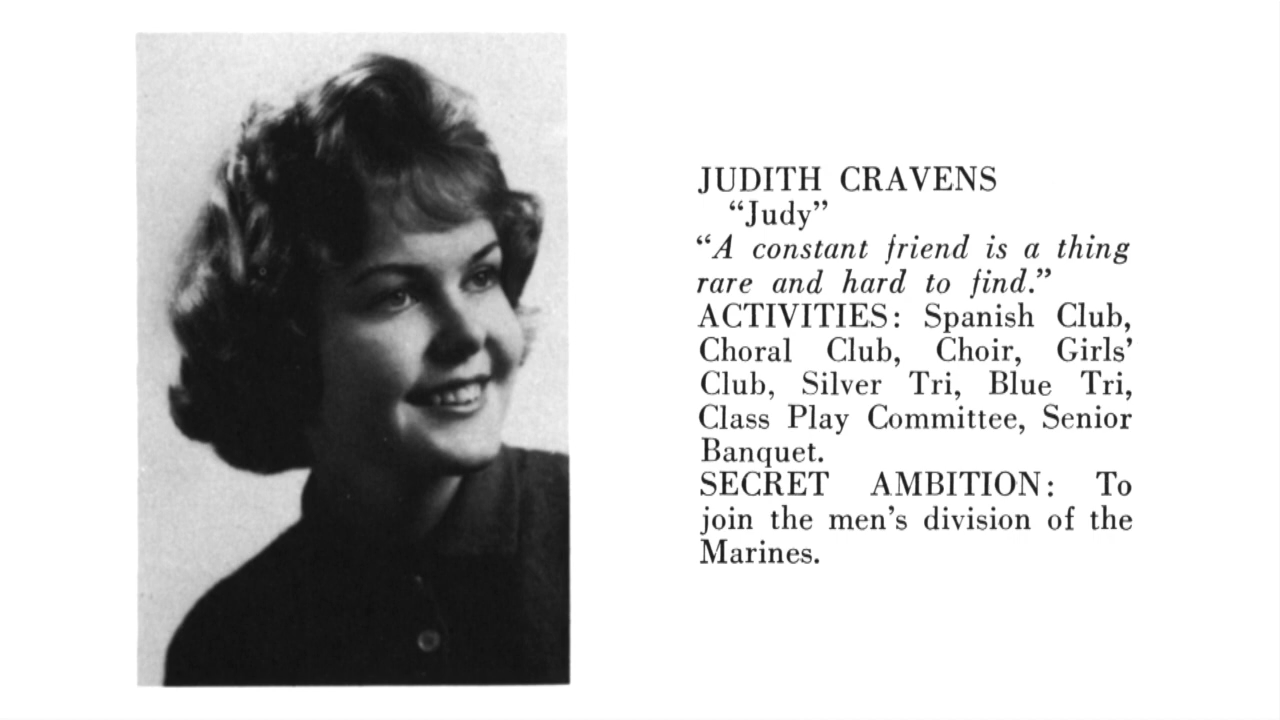 JUDITH CRAVENS
“Judy”
“A constant friend is a thing
rare and hard to find.”
ACTIVITIES: Spanish Club,
Choral Club, Choir, Girls’
Club, Silver Tri, Blue Tri,
Class Play Committee, Senior
Banquet.
SECRET AMBITION: To
join the men’s division of the
Marines.